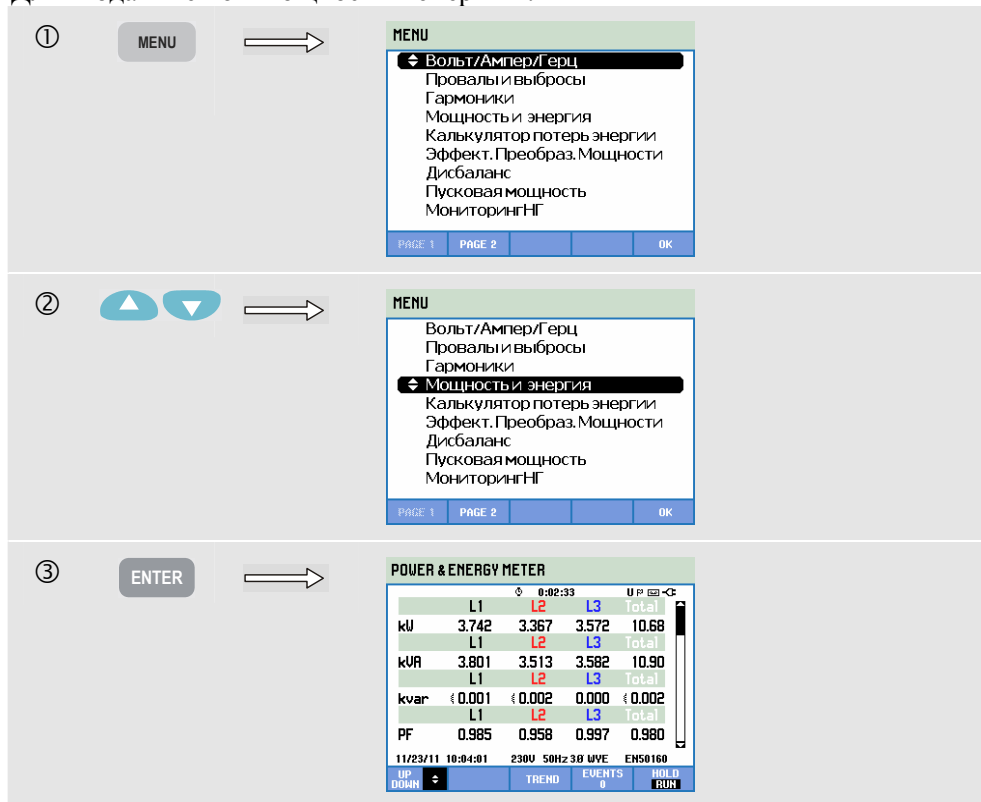 ①
MENU
MENU
Вольт/Ампер/Герц
Провалы и выбросы
Гармоники
Мощность и энергия
Калькулятор потерь энергии
Эффект. Преобраз. Мощности
Дисбаланс
Пусковая мощность
МониторингНГ
PAGE 1 PAGE 2 OK
②
MENU
Вольт/Ампер/Герц
Провалы и выбросы
Гармоники
Мощность и энергия
Калькулятор потерь энергии
Эффект. Преобраз. Мощности
Дисбаланс
Пусковая мощность
МониторингНГ
PAGE 1 PAGE 2 OK
③
ENTER
POWER & ENERGY METER
0:02:33 U
L1 L2 L3 Total
kW 3.742 3.367 3.572 10.68
L1 L2 L3 Total
kVA 3.801 3.513 3.582 10.90
L1 L2 L3 Total
kvar 0.001 0.002 0.000 0.002
L1 L2 L3 Total
PF 0.985 0.958 0.997 0.980
11/23/11 10:04:01 230V 50Hz 3Ø WYE EN50160
UP DOWN TREND EVENTS 0 HOLD RUN